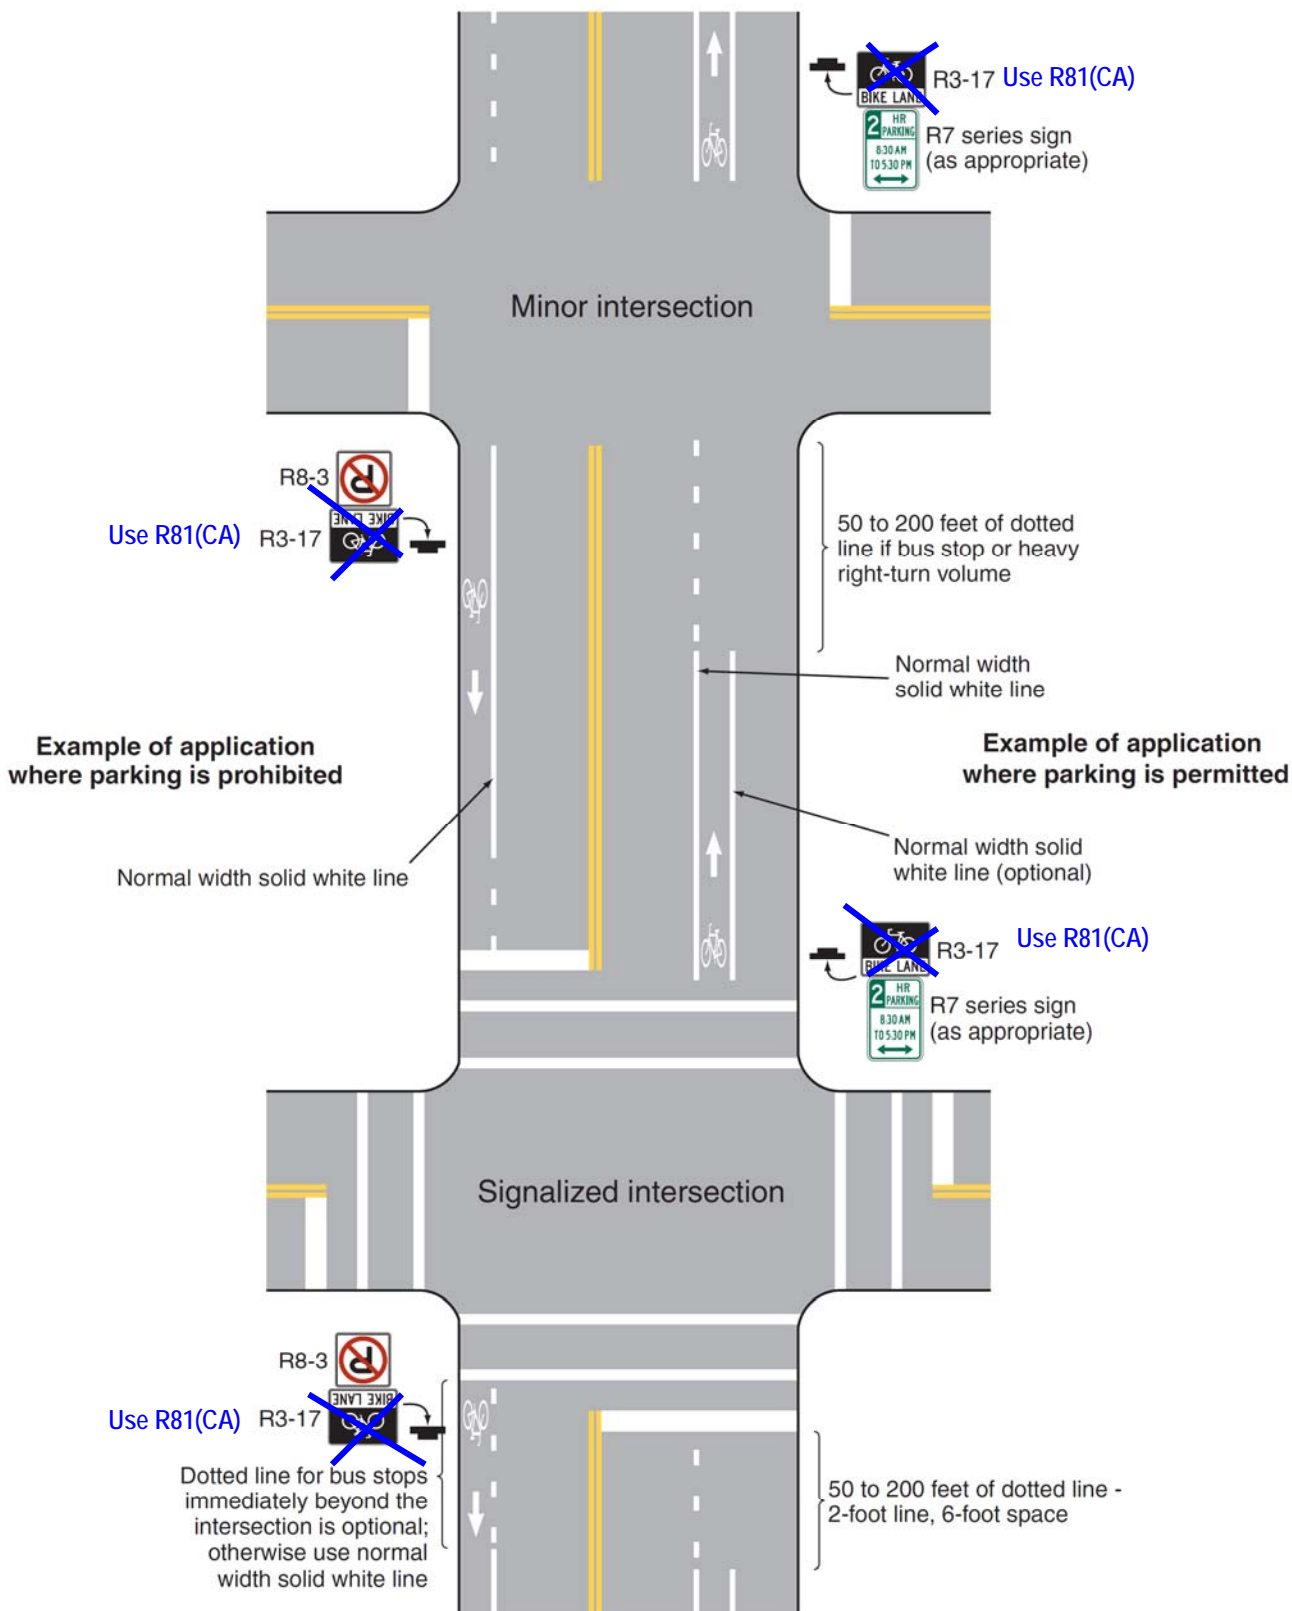 BIKE LANE
R3-17 Use R81(CA)
2 HR
PARKING
8:30 AM
TO 5:30 PM
R7 series sign
(as appropriate)
Minor intersection
R8-3
P
BIKE LANE
Use R81(CA) R3-17
50 to 200 feet of dotted
line if bus stop or heavy
right-turn volume
Normal width
solid white line
Example of application
where parking is prohibited
Example of application
where parking is permitted
Normal width solid white line
Normal width solid
white line (optional)
BIKE LANE
R3-17 Use R81(CA)
2 HR
PARKING
8:30 AM
TO 5:30 PM
R7 series sign
(as appropriate)
Signalized intersection
R8-3
P
BIKE LANE
Use R81(CA) R3-17
Dotted line for bus stops
immediately beyond the
intersection is optional;
otherwise use normal
width solid white line
50 to 200 feet of dotted line -
2-foot line, 6-foot space